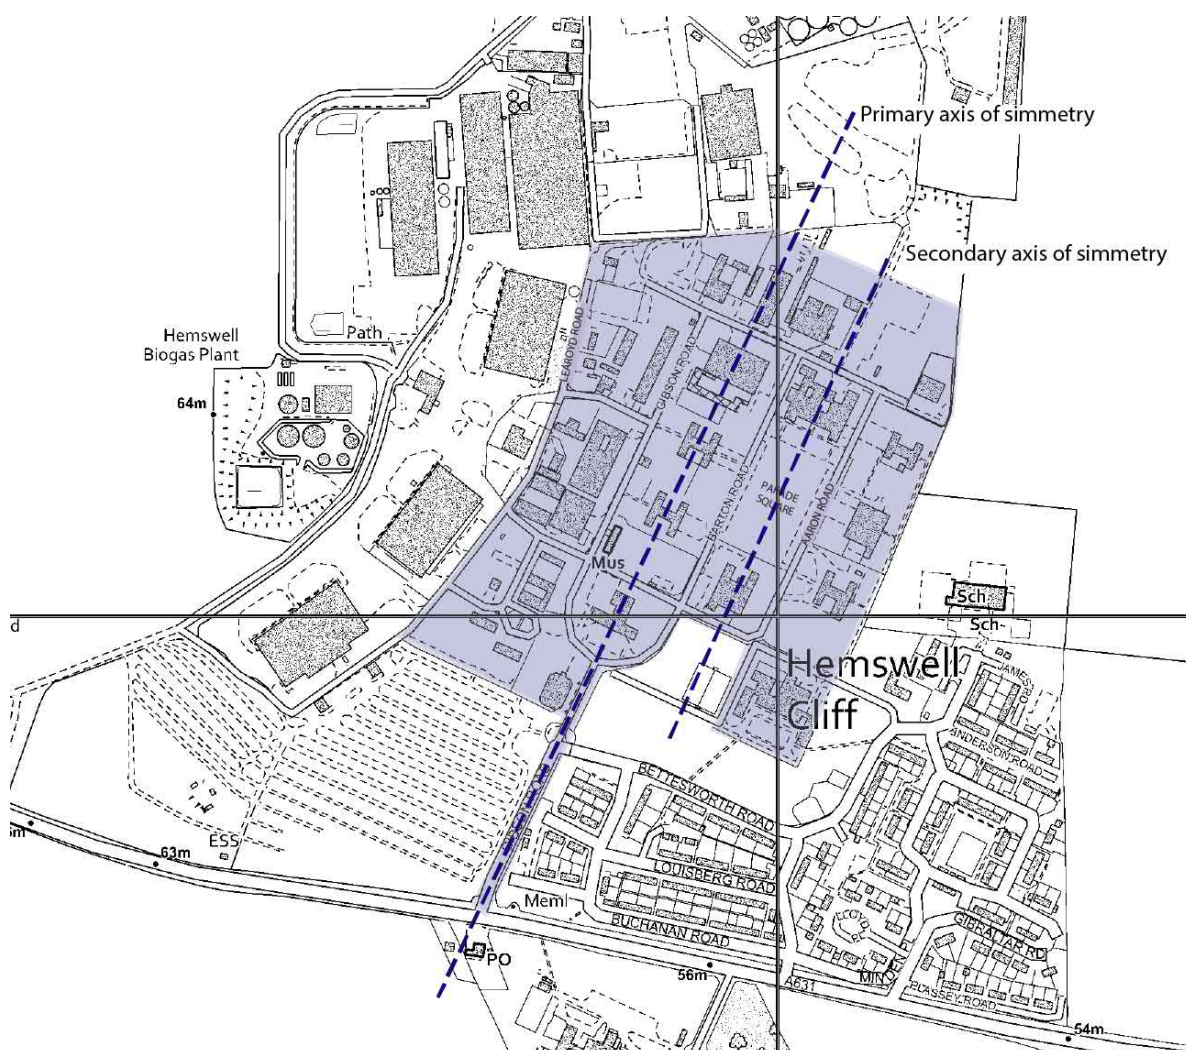 Primary axis of simmetry
Secondary axis of simmetry
Path
Hemswell
Biogas Plant
64m
LEAROYD ROAD
GIBSON ROAD
BARTON ROAD
PARADE
SQUARE
AARON ROAD
Mus
Sch
Sch
d
Hemswell
Cliff
ANDERSON ROAD
BETTESWORTH ROAD
ESS
63m
LOUISBERG ROAD
Meml
BUCHANAN ROAD
LLOYD
PL
GIBRALTAR RD
PLASSEY ROAD
PO
56m
A631
54m